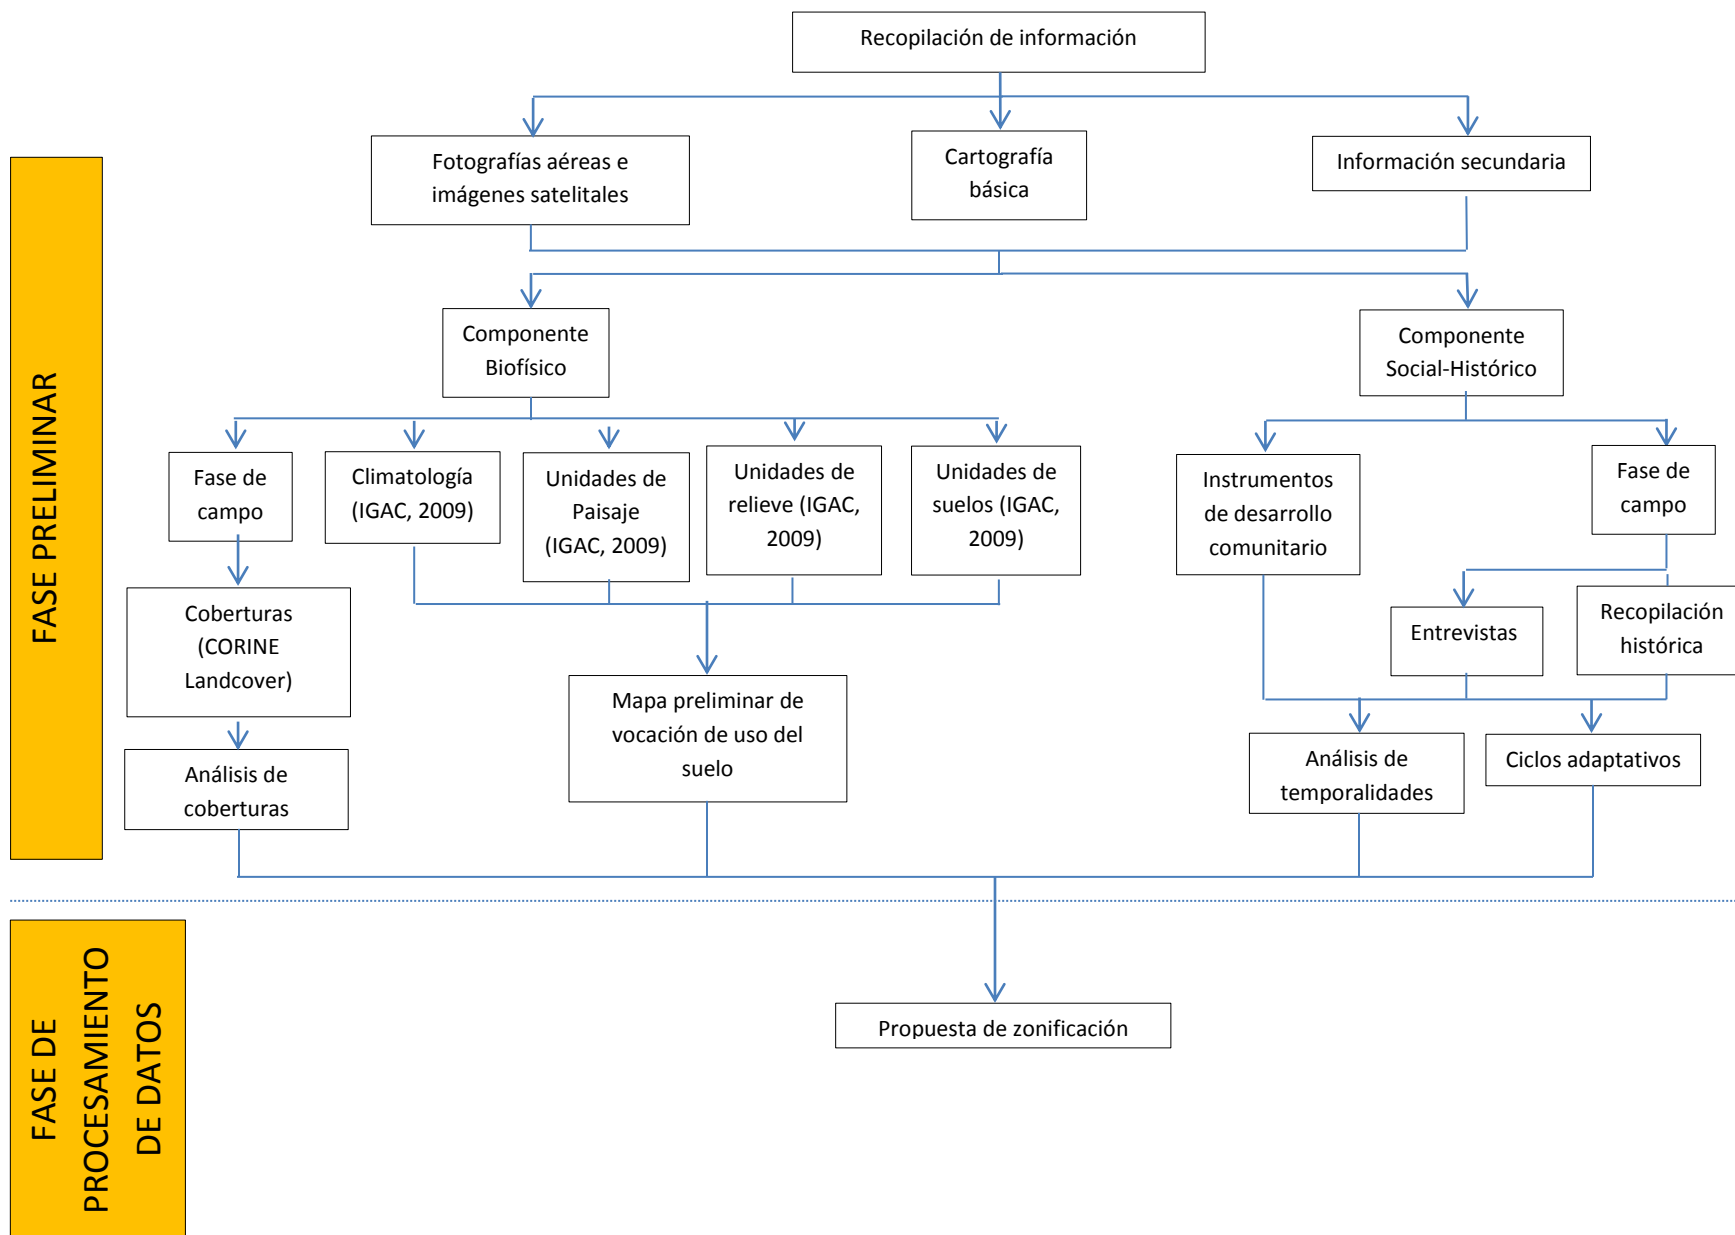 Recopilación de información
Fotografías aéreas e
imágenes satelitales
Cartografía
básica
Información secundaria
FASE PRELIMINAR
Componente
Biofísico
Componente
Social-Histórico
Fase de
campo
Climatología
(IGAC, 2009)
Unidades de
Paisaje
(IGAC, 2009)
Unidades de
relieve (IGAC,
2009)
Unidades de
suelos (IGAC,
2009)
Instrumentos
de desarrollo
comunitario
Fase de
campo
Coberturas
(CORINE
Landcover)
Entrevistas
Recopilación
histórica
Mapa preliminar de
vocación de uso del
suelo
Análisis de
coberturas
Análisis de
temporalidades
Ciclos adaptativos
FASE DE
PROCESAMIENTO
DE DATOS
Propuesta de zonificación